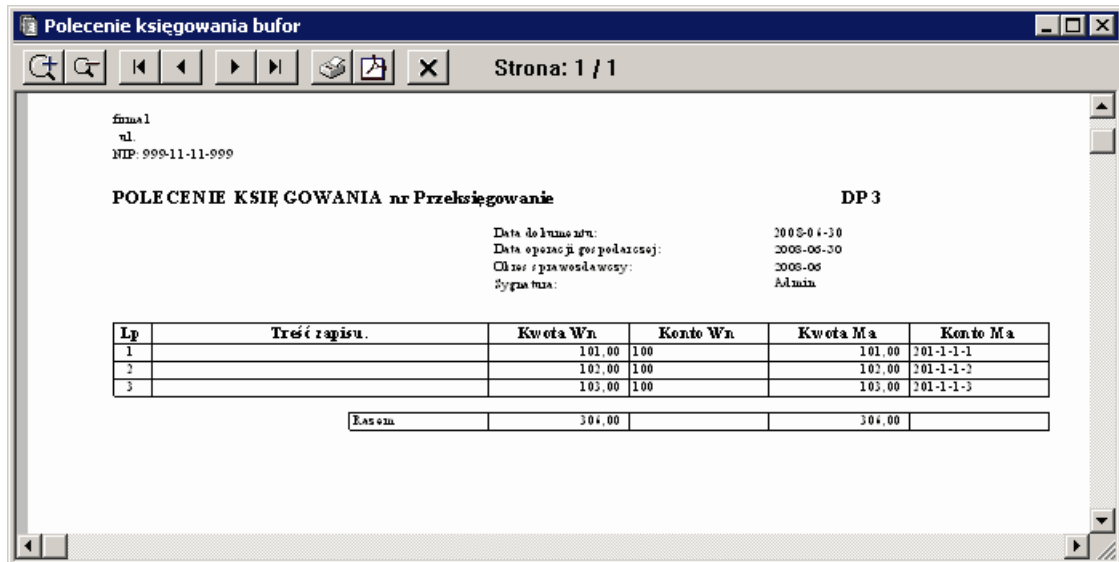 Polecenie księgowania bufor
Strona: 1 / 1
firma1
ul.
NIP: 999-11-11-999
POLECENIE KSIĘGOWANIA nr Przeksięgowanie DP 3
Data dokumentu: 2008-06-30
Data operacji gospodarczej: 2008-06-30
Okres sprawozdawczy: 2008-06
Sygnatura: Admin
Lp Treść zapisu. Kwota Wn Konto Wn Kwota Ma Konto Ma
1 101,00 100 101,00 201-1-1-1
2 102,00 100 102,00 201-1-1-2
3 103,00 100 103,00 201-1-1-3
Razem 306,00 306,00